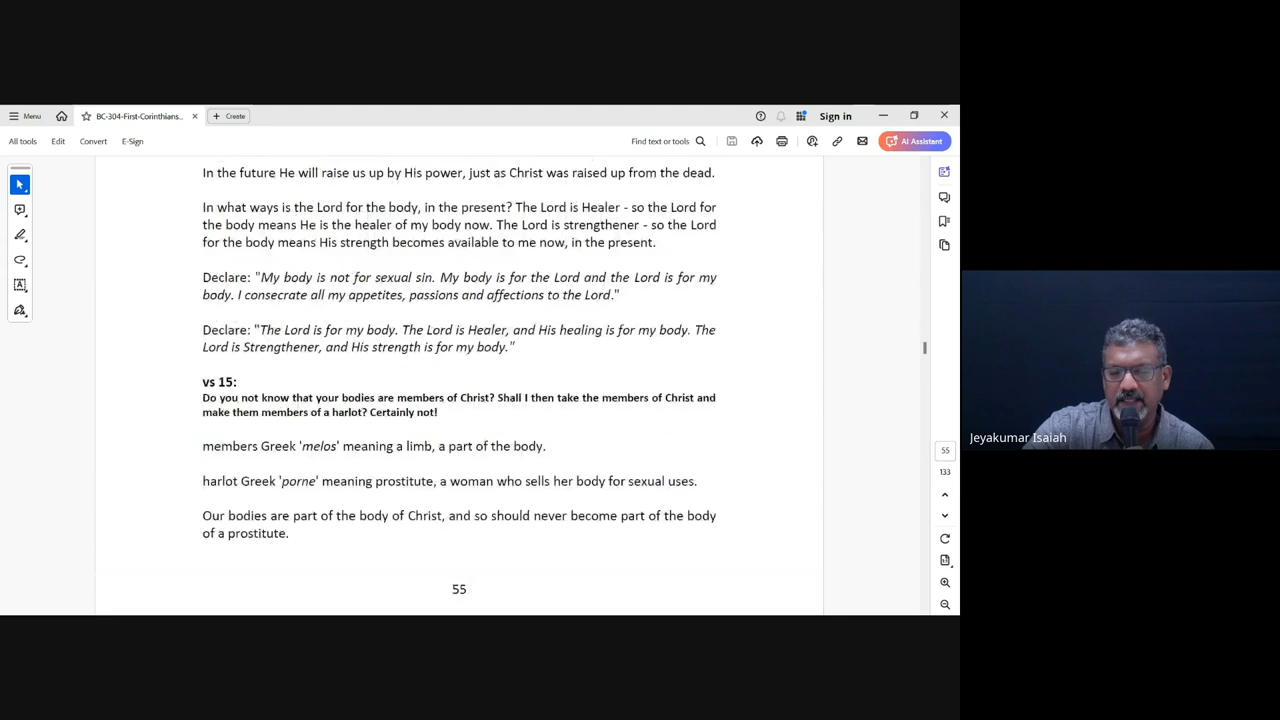 Menu
BC-304-First-Corinthians...
Create
Sign in
All tools
Edit
Convert
E-Sign
Find text or tools
AI Assistant
In the future He will raise us up by His power, just as Christ was raised up from the dead.
In what ways is the Lord for the body, in the present? The Lord is Healer - so the Lord for
the body means He is the healer of my body now. The Lord is strengthener - so the Lord
for the body means His strength becomes available to me now, in the present.
Declare: "My body is not for sexual sin. My body is for the Lord and the Lord is for my
body. I consecrate all my appetites, passions and affections to the Lord."
Declare: "The Lord is for my body. The Lord is Healer, and His healing is for my body. The
Lord is Strengthener, and His strength is for my body."
vs 15:
Do you not know that your bodies are members of Christ? Shall I then take the members of Christ and
make them members of a harlot? Certainly not!
members Greek 'melos' meaning a limb, a part of the body.
harlot Greek 'porne' meaning prostitute, a woman who sells her body for sexual uses.
Our bodies are part of the body of Christ, and so should never become part of the body
of a prostitute.
55
55
133
Jeyakumar Isaiah